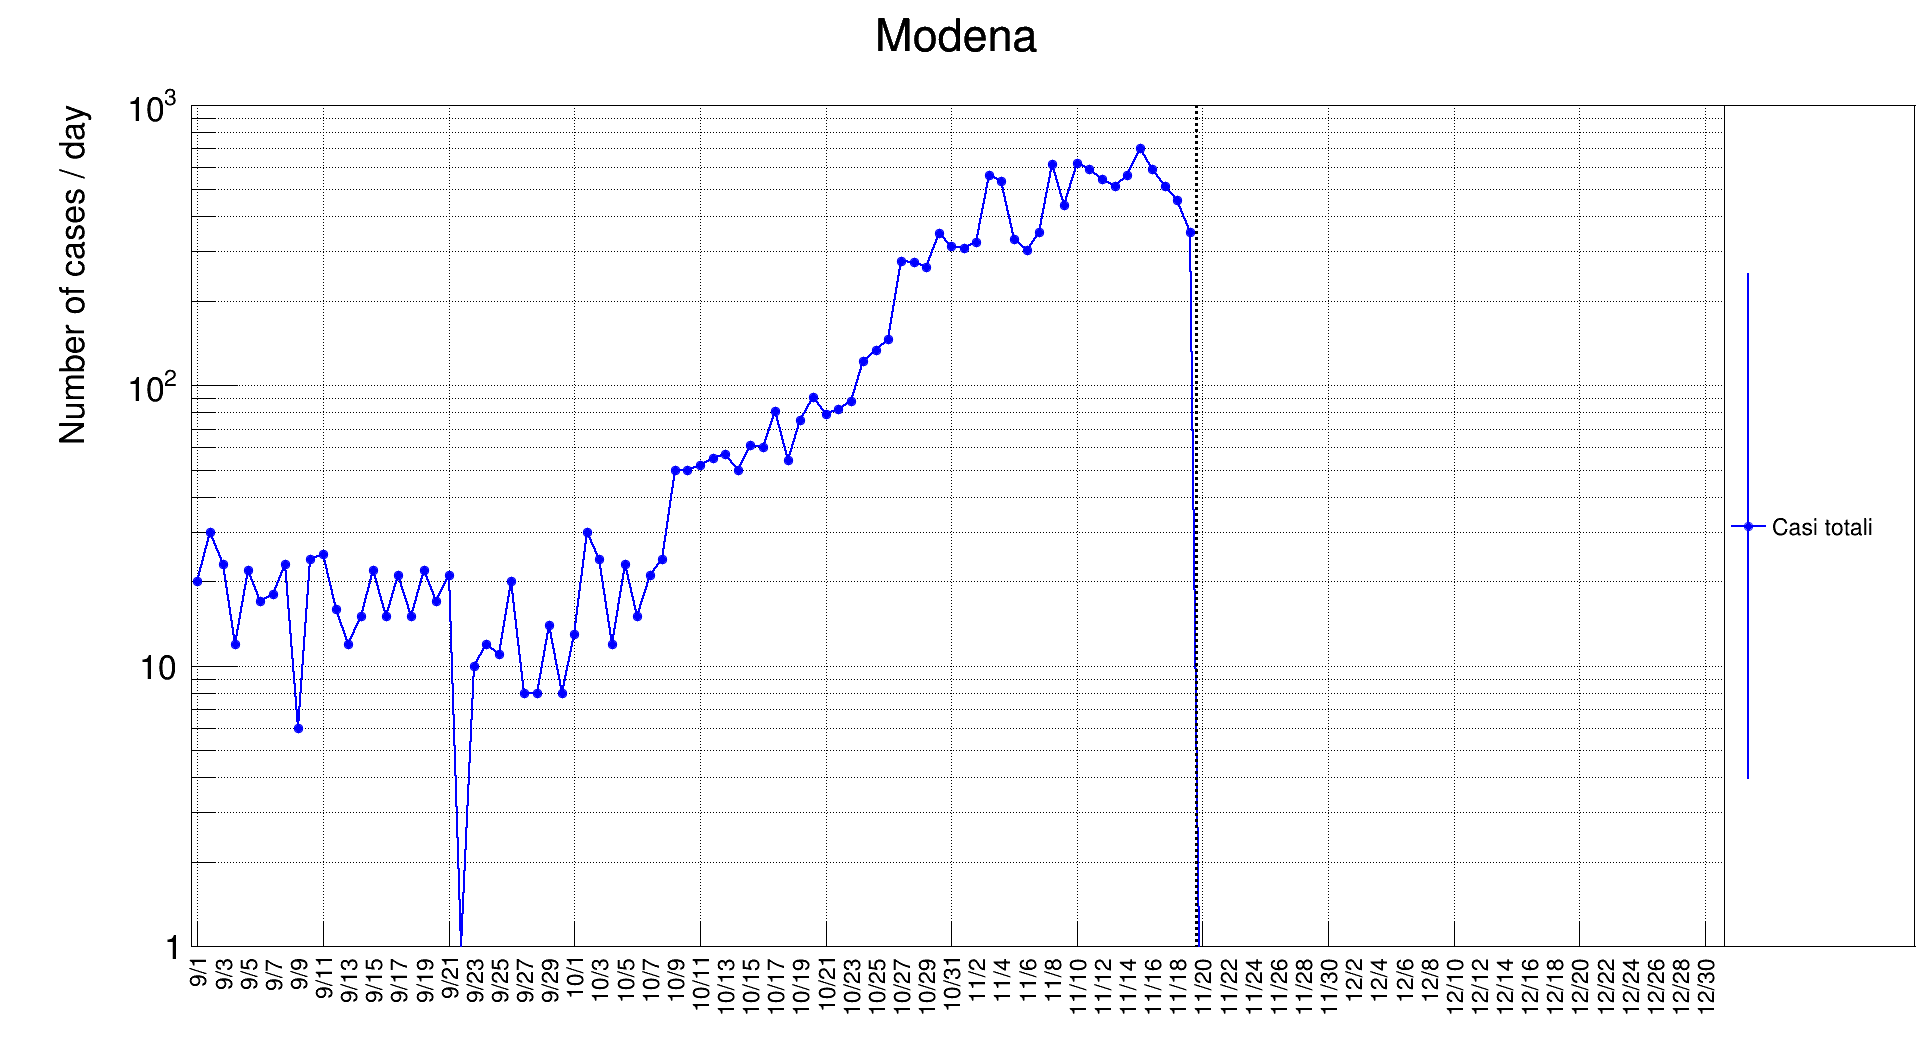 Modena
Number of cases / day
10³
10²
10
1
9/1 9/3 9/5 9/7 9/9 9/11 9/13 9/15 9/17 9/19 9/21 9/23 9/25 9/27 9/29 10/1 10/3 10/5 10/7 10/9 10/11 10/13 10/15 10/17 10/19 10/21 10/23 10/25 10/27 10/29 10/31 11/2 11/4 11/6 11/8 11/10 11/12 11/14 11/16 11/18 11/20 11/22 11/24 11/26 11/28 11/30 12/2 12/4 12/6 12/8 12/10 12/12 12/14 12/16 12/18 12/20 12/22 12/24 12/26 12/28 12/30
Casi totali